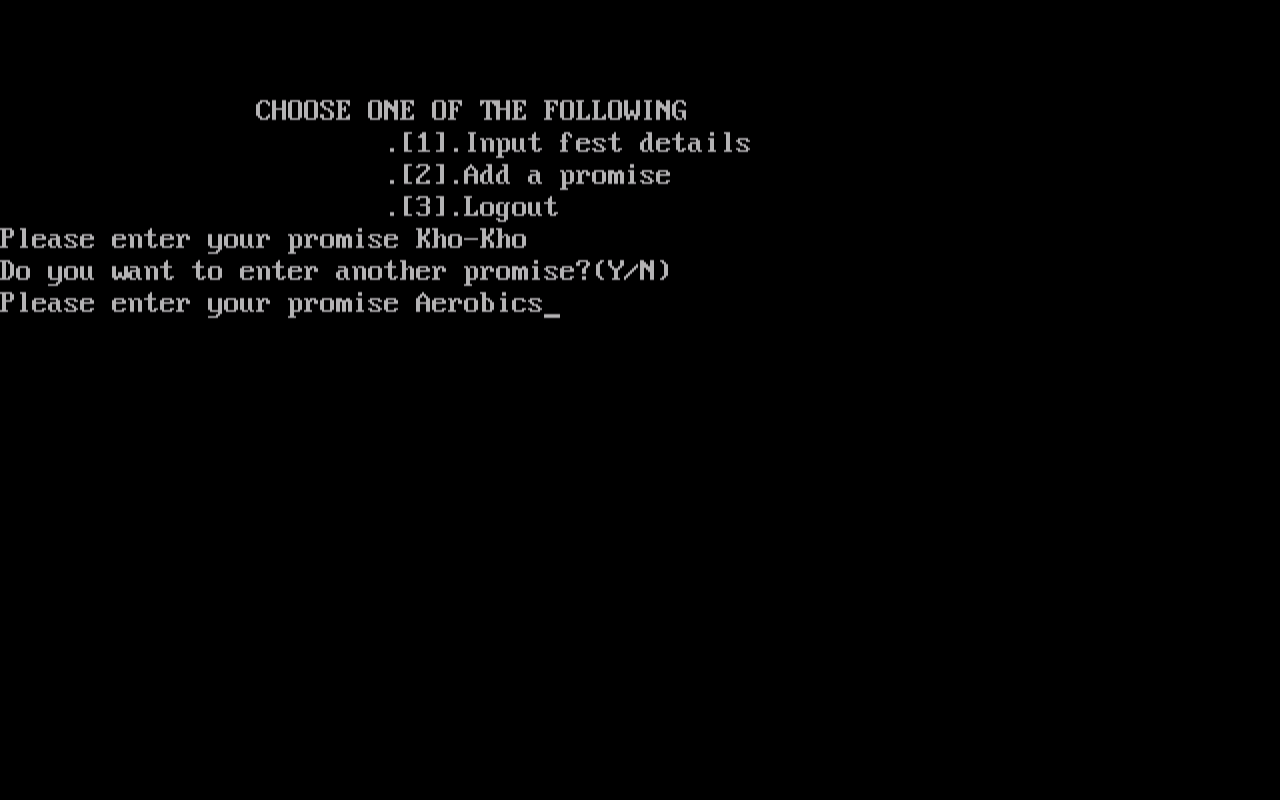 CHOOSE ONE OF THE FOLLOWING
.[1].Input fest details
.[2].Add a promise
.[3].Logout
Please enter your promise Kho-Kho
Do you want to enter another promise?(Y/N)
Please enter your promise Aerobics_